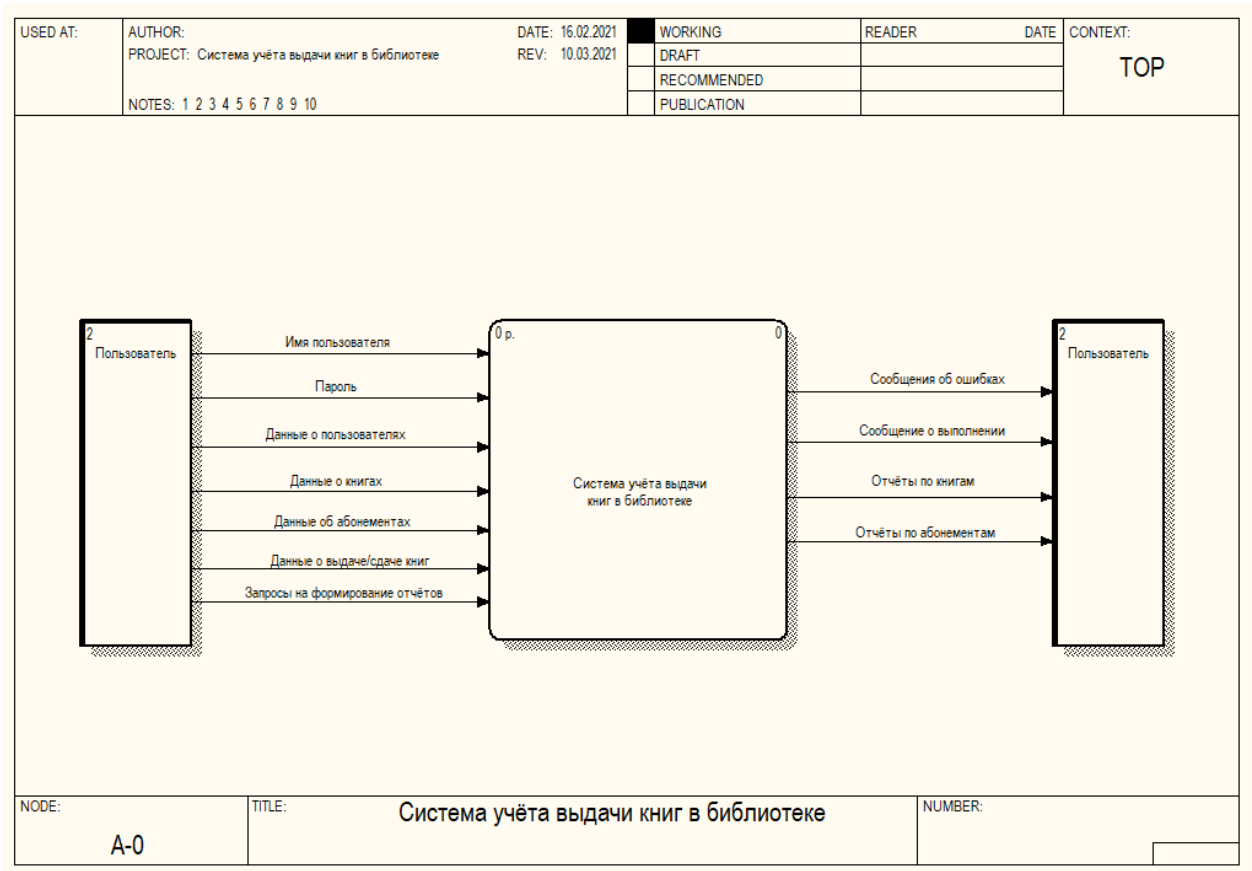 USED AT:
AUTHOR:
DATE: 16.02.2021
WORKING
READER
DATE
CONTEXT:
PROJECT: Система учёта выдачи книг в библиотеке
REV: 10.03.2021
DRAFT
TOP
RECOMMENDED
NOTES: 1 2 3 4 5 6 7 8 9 10
PUBLICATION
2
Пользователь
Имя пользователя
Пароль
Данные о пользователях
Данные о книгах
Данные об абонементах
Данные о выдаче/сдаче книг
Запросы на формирование отчётов
0 р.
0
Система учёта выдачи
книг в библиотеке
Сообщения об ошибках
Сообщение о выполнении
Отчёты по книгам
Отчёты по абонементам
2
Пользователь
NODE:
A-0
TITLE:
Система учёта выдачи книг в библиотеке
NUMBER: